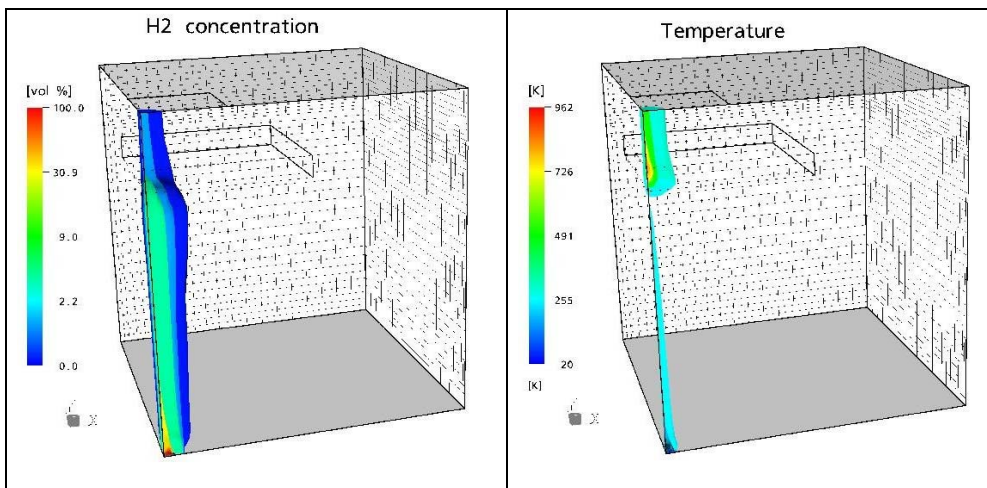 H2 concentration
[vol %]
100.0
30.9
9.0
2.2
0.0
X
Temperature
[K]
962
726
491
255
20
[K]
X